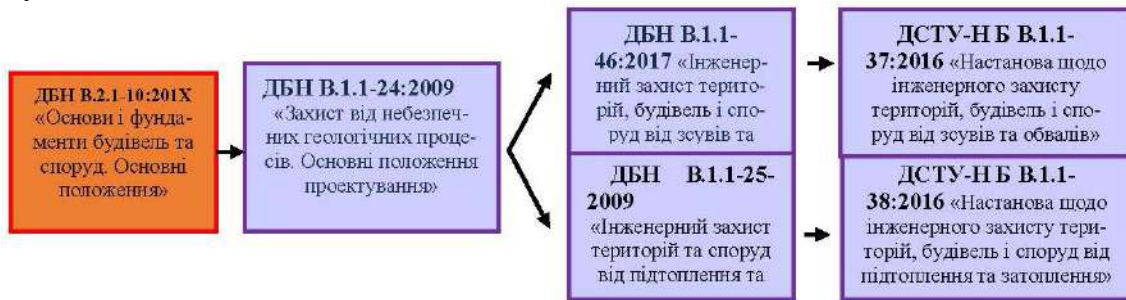 ДБН В.2.1-10:201X
«Основи і фунда-
менти будівель та
споруд. Основні
положення»
ДБН В.1.1-24:2009
«Захист від небезпеч-
них геологічних проце-
сів. Основні положення
проектування»
ДБН В.1.1-
46:2017 «Інженер-
ний захист терито-
рій, будівель і спо-
руд від зсувів та
ДБН В.1.1-25-
2009
«Інженерний захист
територій та споруд
від підтоплення та
ДСТУ-Н Б В.1.1-
37:2016 «Настанова щодо
інженерного захисту
територій, будівель і спо-
руд від зсувів та обвалів»
ДСТУ-Н Б В.1.1-
38:2016 «Настанова щодо
інженерного захисту тери-
торій, будівель і споруд від
підтоплення та затоплення»